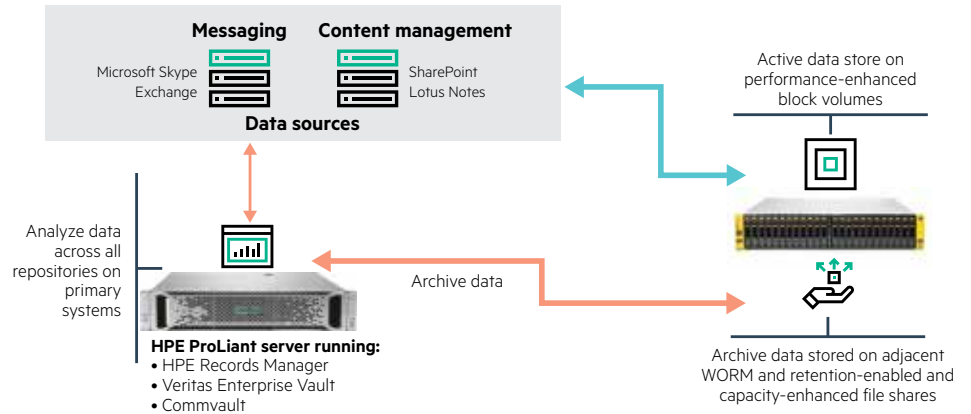 Messaging
Content management
Microsoft Skype
Exchange
SharePoint
Lotus Notes
Data sources
Active data store on
performance-enhanced
block volumes
Analyze data
across all
repositories on
primary
systems
Archive data
HPE ProLiant server running:
• HPE Records Manager
• Veritas Enterprise Vault
• Commvault
Archive data stored on adjacent
WORM and retention-enabled and
capacity-enhanced file shares